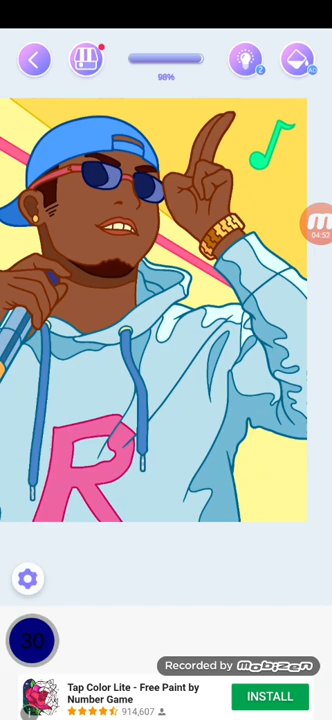 2
98%
M
04:52
R
30
Recorded by MOBIZEN
Tap Color Lite - Free Paint by
Number Game
914,607
INSTALL